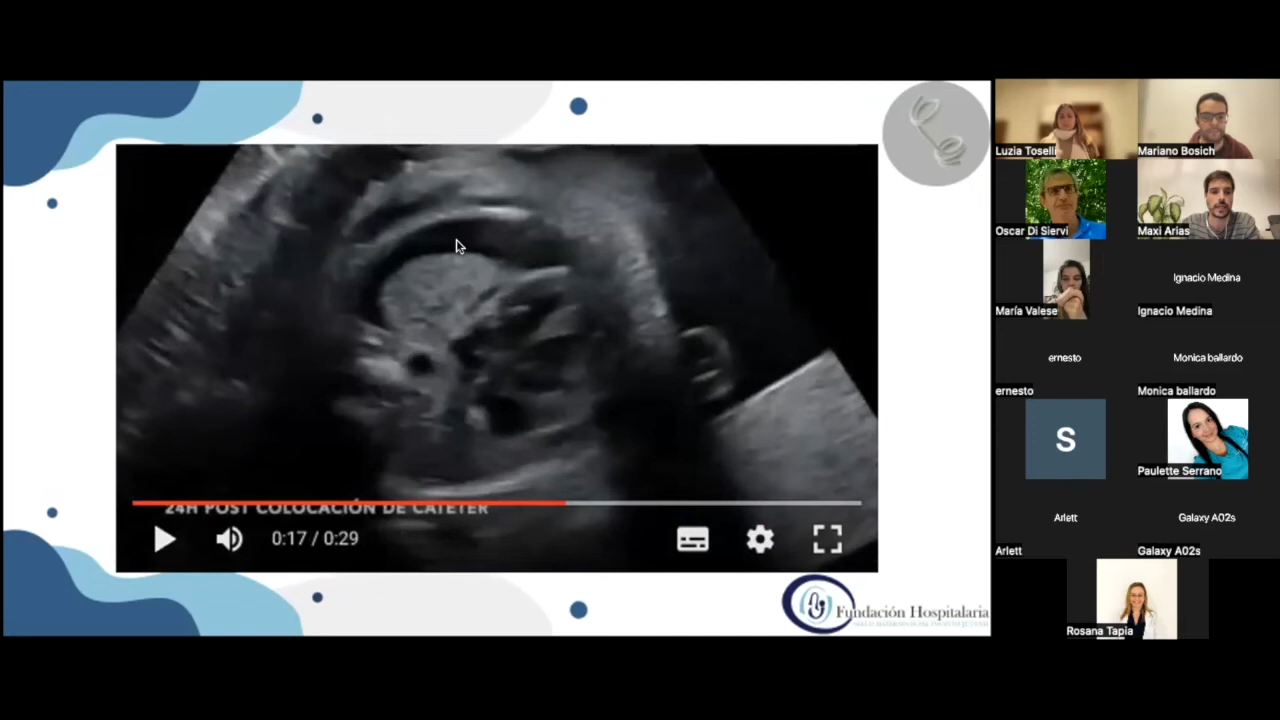 24H POST COLOCACIÓN DE CATÉTER
0:17 / 0:29
Fundación Hospitalaria
Luzia Toselli
Mariano Bosich
Oscar Di Siervi
Maxi Arias
María Valese
Ignacio Medina
Ignacio Medina
ernesto
Monica ballardo
ernesto
Monica ballardo
S
Paulette Serrano
Arlett
Galaxy A02s
Arlett
Galaxy A02s
Rosana Tapia